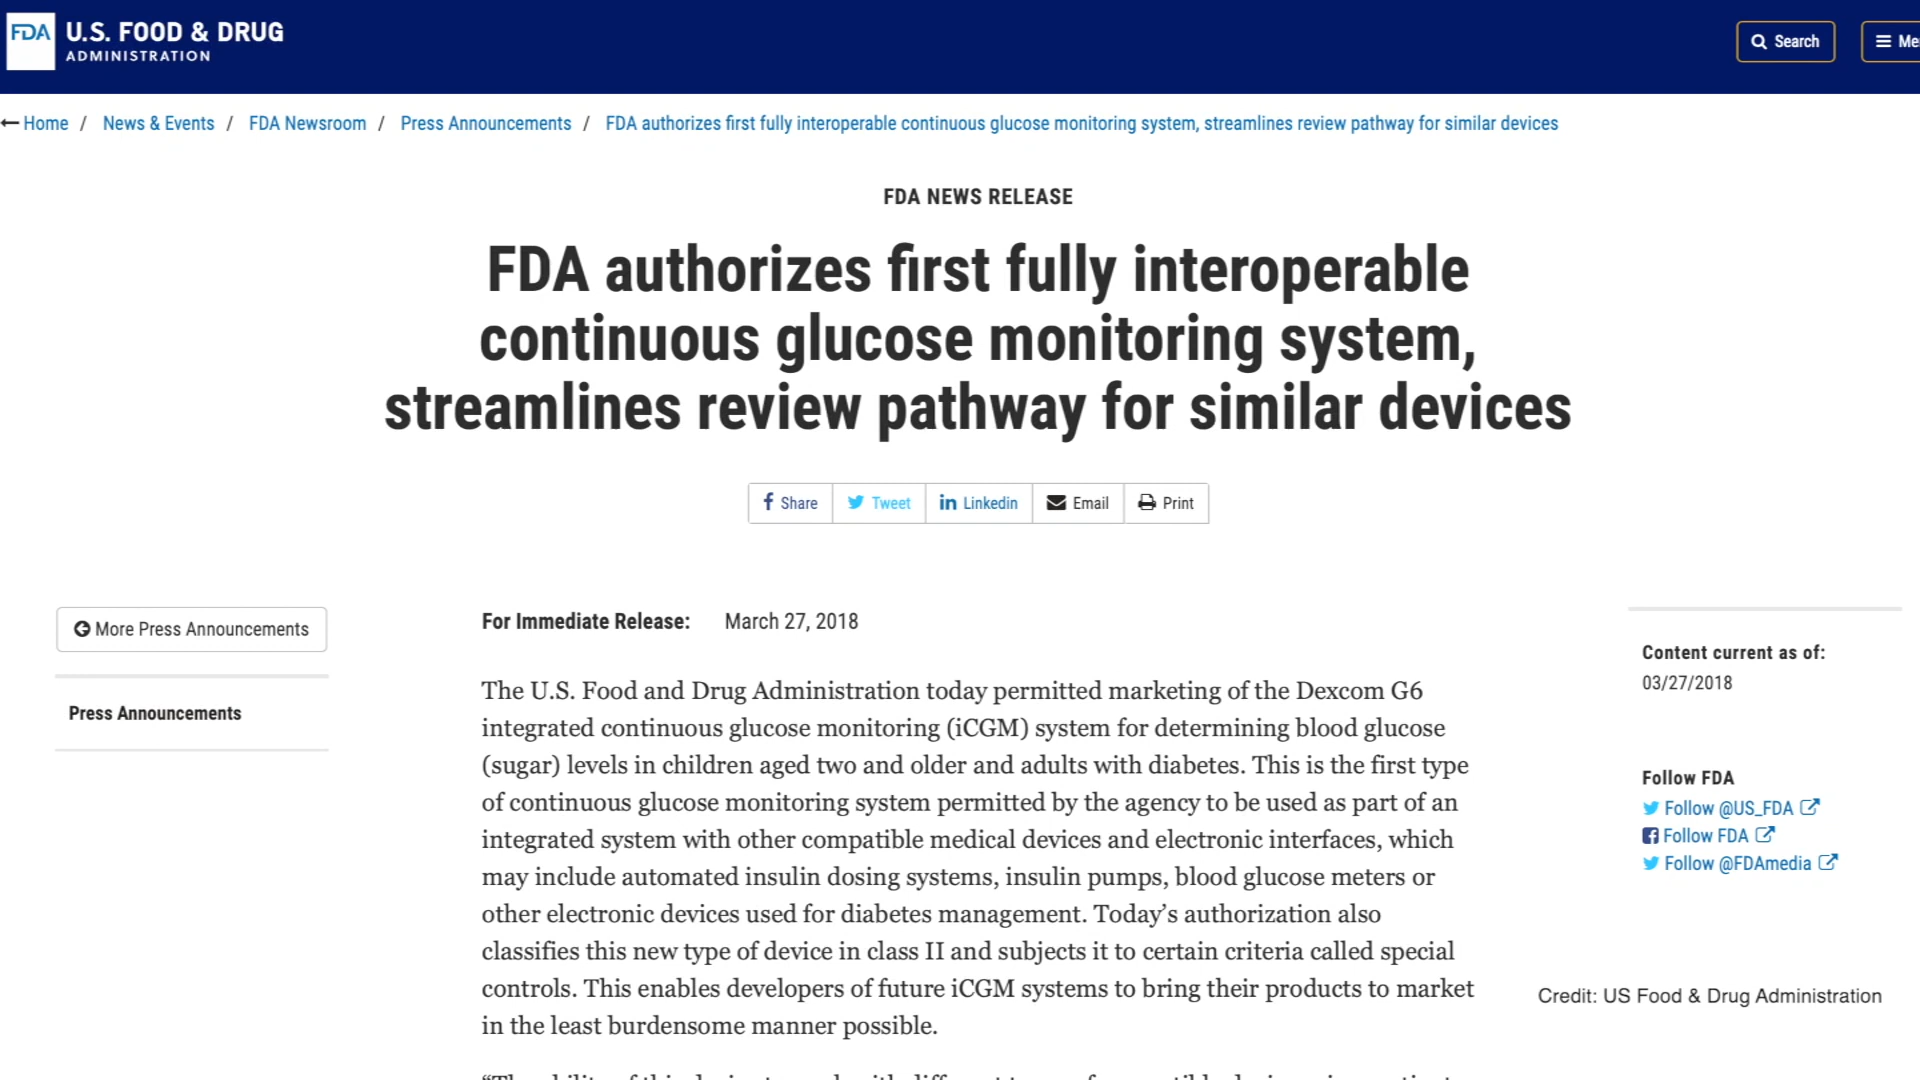 FDA U.S. FOOD & DRUG
ADMINISTRATION
Search
Home / News & Events / FDA Newsroom / Press Announcements / FDA authorizes first fully interoperable continuous glucose monitoring system, streamlines review pathway for similar devices
FDA NEWS RELEASE
FDA authorizes first fully interoperable
continuous glucose monitoring system,
streamlines review pathway for similar devices
Share Tweet Linkedin Email Print
More Press Announcements
Press Announcements
For Immediate Release: March 27, 2018
The U.S. Food and Drug Administration today permitted marketing of the Dexcom G6
integrated continuous glucose monitoring (iCGM) system for determining blood glucose
(sugar) levels in children aged two and older and adults with diabetes. This is the first type
of continuous glucose monitoring system permitted by the agency to be used as part of an
integrated system with other compatible medical devices and electronic interfaces, which
may include automated insulin dosing systems, insulin pumps, blood glucose meters or
other electronic devices used for diabetes management. Today’s authorization also
classifies this new type of device in class II and subjects it to certain criteria called special
controls. This enables developers of future iCGM systems to bring their products to market
in the least burdensome manner possible.
Content current as of:
03/27/2018
Follow FDA
Follow @US_FDA
Follow FDA
Follow @FDAmedia
Credit: US Food & Drug Administration